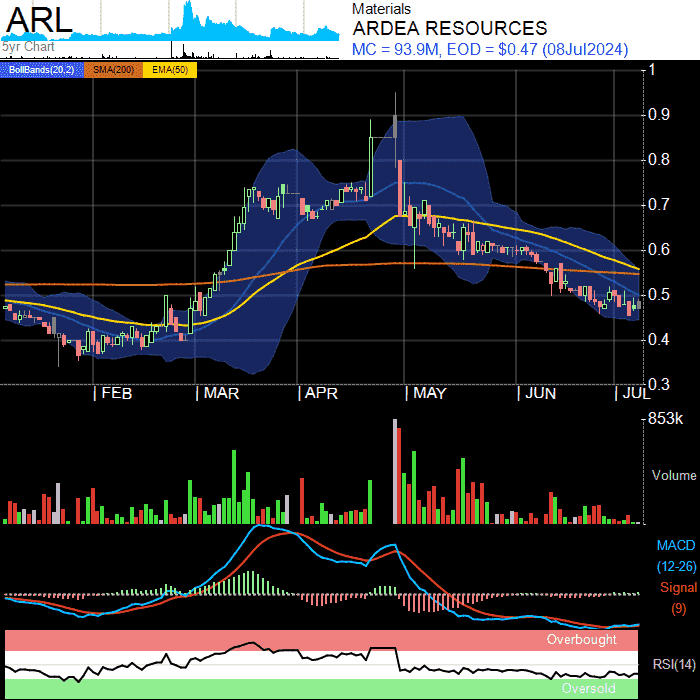 ARL
5yr Chart
Materials
ARDEA RESOURCES
MC = 93.9M, EOD = $0.47 (08Jul2024)
BollBands(20,2) SMA(200) EMA(50)
1
0.9
0.8
0.7
0.6
0.5
0.4
0.3
FEB MAR APR MAY JUN JUL
853k
Volume
MACD
(12-26)
Signal
(9)
Overbought
RSI(14)
Oversold